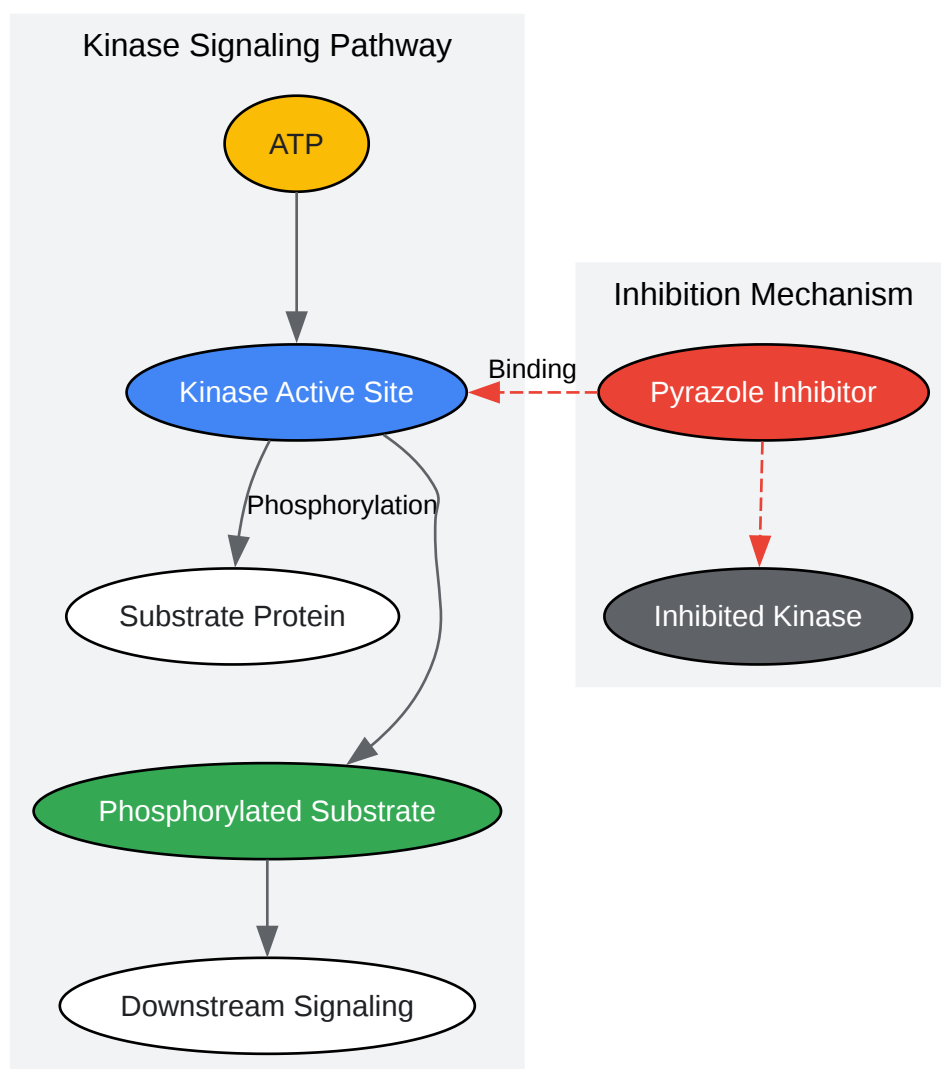 Kinase Signaling Pathway
ATP
Inhibition Mechanism
Binding
Kinase Active Site
Pyrazole Inhibitor
Phosphorylation
Substrate Protein
Inhibited Kinase
Phosphorylated Substrate
Downstream Signaling